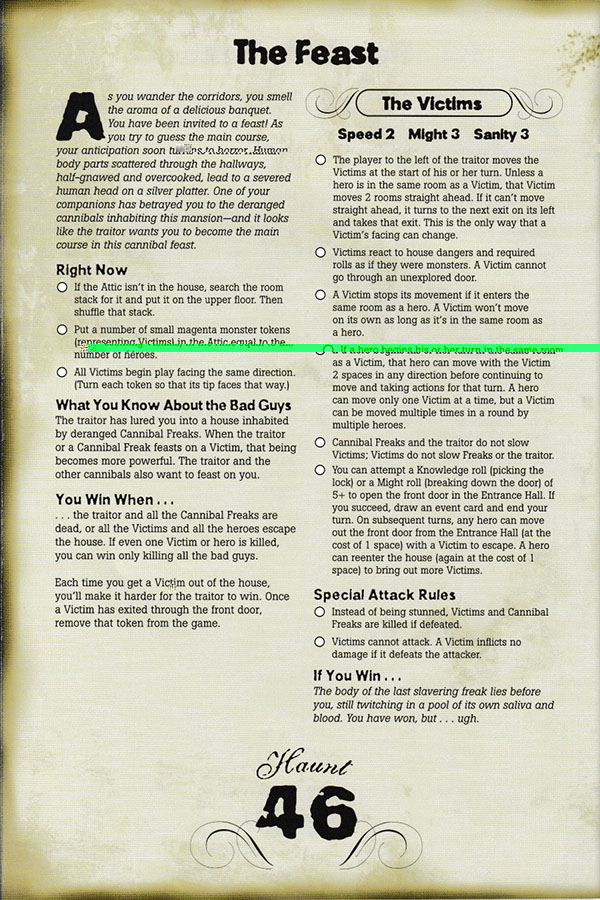 The Feast
As you wander the corridors, you smell
the aroma of a delicious banquet.
You have been invited to a feast! As
you try to guess the main course,
your anticipation soon turns to horror. Human
body parts scattered through the hallways,
half-gnawed and overcooked, lead to a severed
human head on a silver platter. One of your
companions has betrayed you to the deranged
cannibals inhabiting this mansion—and it looks
like the traitor wants you to become the main
course in this cannibal feast.
Right Now
If the Attic isn't in the house, search the room
stack for it and put it on the upper floor. Then
shuffle that stack.
Put a number of small magenta monster tokens
(representing Victims) in the Attic equal to the
number of heroes.
All Victims begin play facing the same direction.
(Turn each token so that its tip faces that way.)
What You Know About the Bad Guys
The traitor has lured you into a house inhabited
by deranged Cannibal Freaks. When the traitor
or a Cannibal Freak feasts on a Victim, that being
becomes more powerful. The traitor and the
other cannibals also want to feast on you.
You Win When . . .
. . . the traitor and all the Cannibal Freaks are
dead, or all the Victims and all the heroes escape
the house. If even one Victim or hero is killed,
you can win only killing all the bad guys.
Each time you get a Victim out of the house,
you'll make it harder for the traitor to win. Once
a Victim has exited through the front door,
remove that token from the game.
The Victims
Speed 2 Might 3 Sanity 3
The player to the left of the traitor moves the
Victims at the start of his or her turn. Unless a
hero is in the same room as a Victim, that Victim
moves 2 rooms straight ahead. If it can't move
straight ahead, it turns to the next exit on its left
and takes that exit. This is the only way that a
Victim's facing can change.
Victims react to house dangers and required
rolls as if they were monsters. A Victim cannot
go through an unexplored door.
A Victim stops its movement if it enters the
same room as a hero. A Victim won't move
on its own as long as it's in the same room as
a hero.
If a hero begins his or her turn in the same room
as a Victim, that hero can move with the Victim
2 spaces in any direction before continuing to
move and taking actions for that turn. A hero
can move only one Victim at a time, but a Victim
can be moved multiple times in a round by
multiple heroes.
Cannibal Freaks and the traitor do not slow
Victims; Victims do not slow Freaks or the traitor.
You can attempt a Knowledge roll (picking the
lock) or a Might roll (breaking down the door) of
5+ to open the front door in the Entrance Hall. If
you succeed, draw an event card and end your
turn. On subsequent turns, any hero can move
out the front door from the Entrance Hall (at the
cost of 1 space) with a Victim to escape. A hero
can reenter the house (again at the cost of 1
space) to bring out more Victims.
Special Attack Rules
Instead of being stunned, Victims and Cannibal
Freaks are killed if defeated.
Victims cannot attack. A Victim inflicts no
damage if it defeats the attacker.
If You Win . . .
The body of the last slavering freak lies before
you, still twitching in a pool of its own saliva and
blood. You have won, but . . . ugh.
Haunt
46